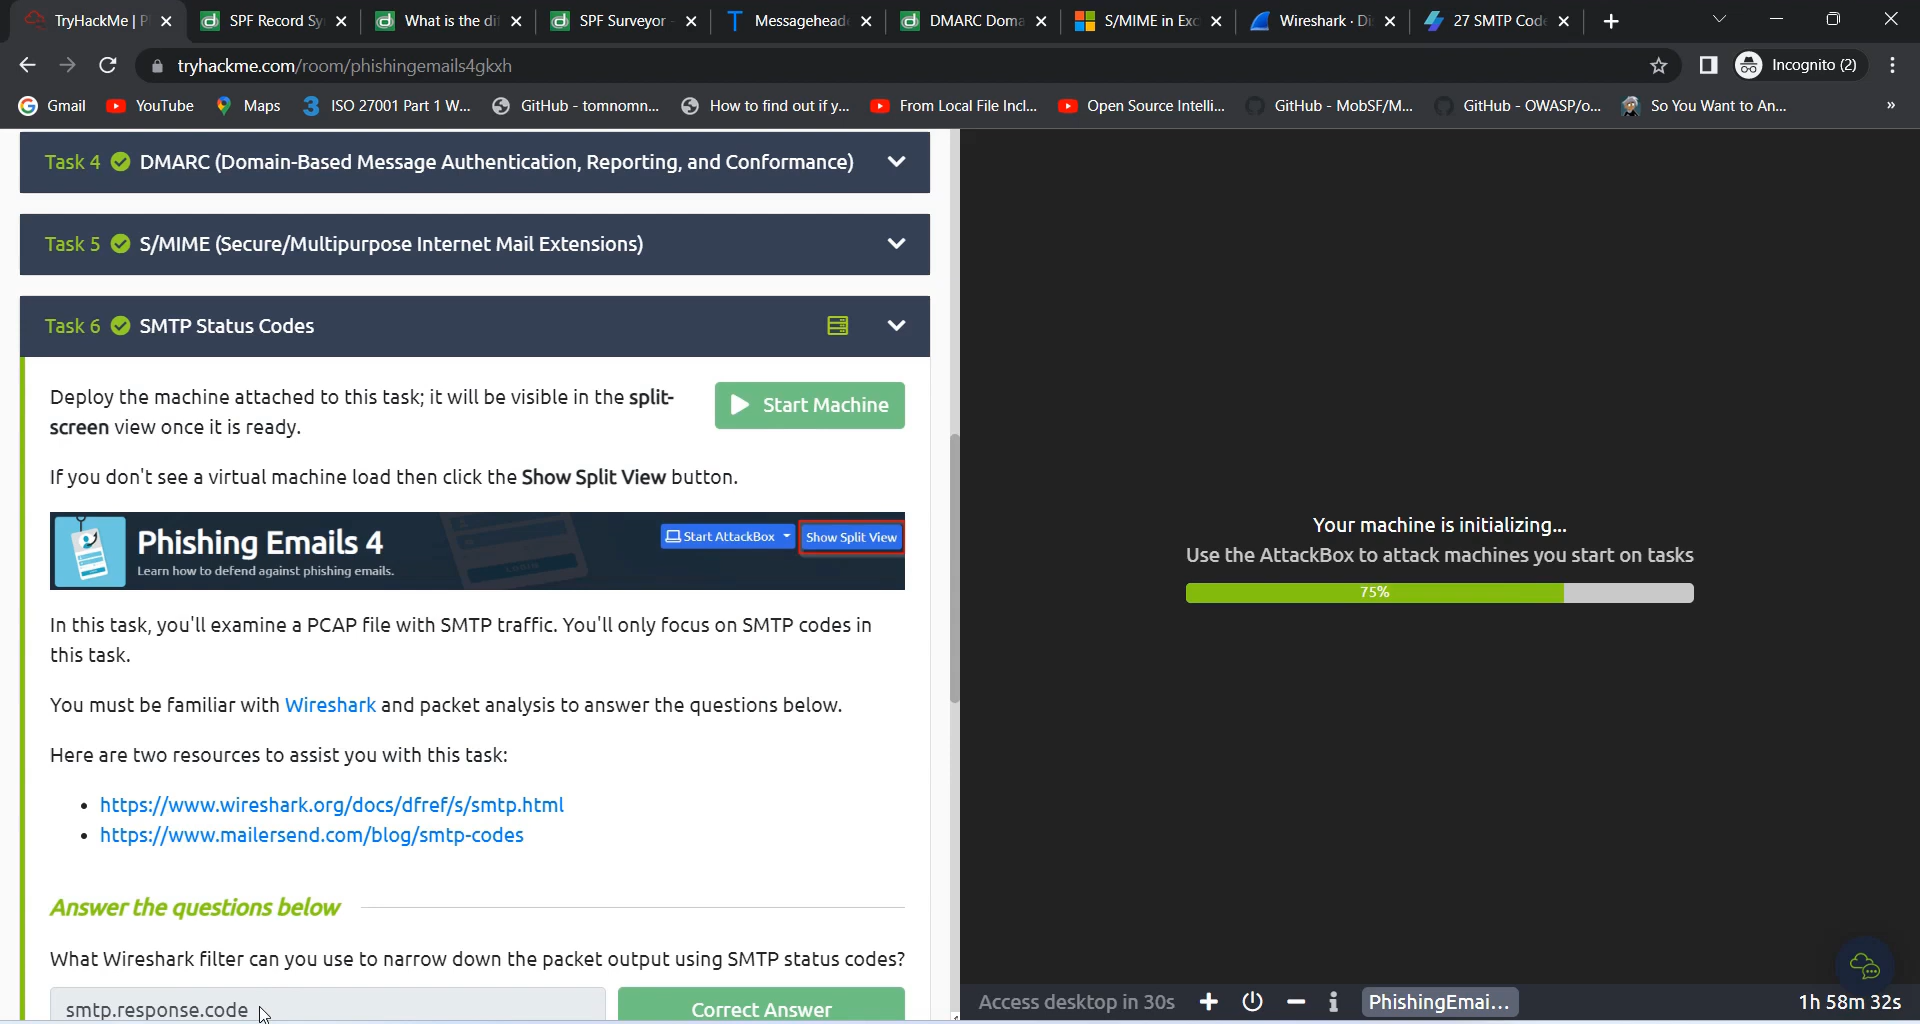 TryHackMe | P
SPF Record Sy
What is the dif
SPF Surveyor -
Messagehead
DMARC Doma
S/MIME in Exc
Wireshark · Di
27 SMTP Code
tryhackme.com/room/phishingemails4gkxh
Incognito (2)
Gmail
YouTube
Maps
ISO 27001 Part 1 W...
GitHub - tomnomn...
How to find out if y...
From Local File Incl...
Open Source Intelli...
GitHub - MobSF/M...
GitHub - OWASP/o...
So You Want to An...
»
Task 4 DMARC (Domain-Based Message Authentication, Reporting, and Conformance)
Task 5 S/MIME (Secure/Multipurpose Internet Mail Extensions)
Task 6 SMTP Status Codes
Deploy the machine attached to this task; it will be visible in the split-
screen view once it is ready.
Start Machine
If you don't see a virtual machine load then click the Show Split View button.
Phishing Emails 4
Learn how to defend against phishing emails.
Start AttackBox
Show Split View
In this task, you'll examine a PCAP file with SMTP traffic. You'll only focus on SMTP codes in
this task.
You must be familiar with Wireshark and packet analysis to answer the questions below.
Here are two resources to assist you with this task:
• https://www.wireshark.org/docs/dfref/s/smtp.html
• https://www.mailersend.com/blog/smtp-codes
Answer the questions below
What Wireshark filter can you use to narrow down the packet output using SMTP status codes?
smtp.response.code
Correct Answer
Your machine is initializing...
Use the AttackBox to attack machines you start on tasks
75%
Access desktop in 30s
PhishingEmai...
1h 58m 32s